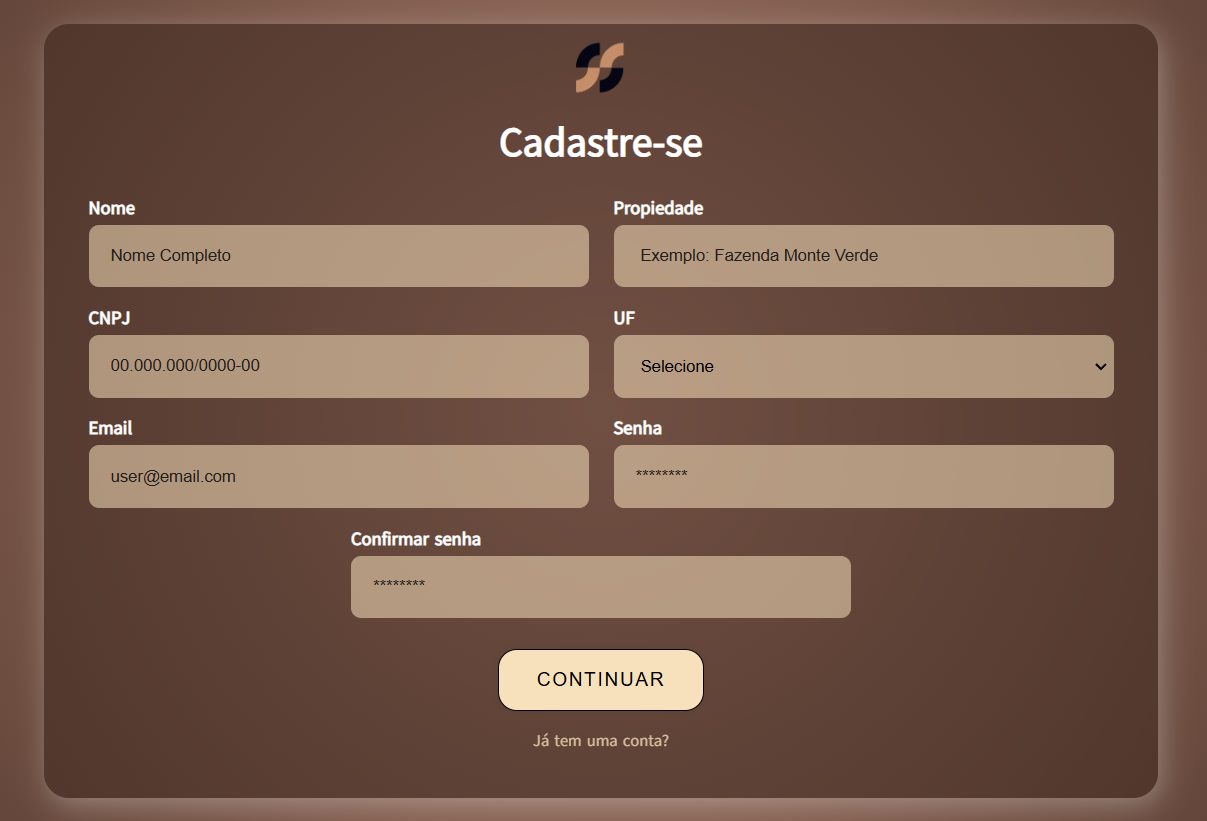 Cadastre-se
Nome
Propiedade
Nome Completo
Exemplo: Fazenda Monte Verde
CNPJ
UF
00.000.000/0000-00
Selecione
Email
Senha
user@email.com
********
Confirmar senha
********
CONTINUAR
Já tem uma conta?